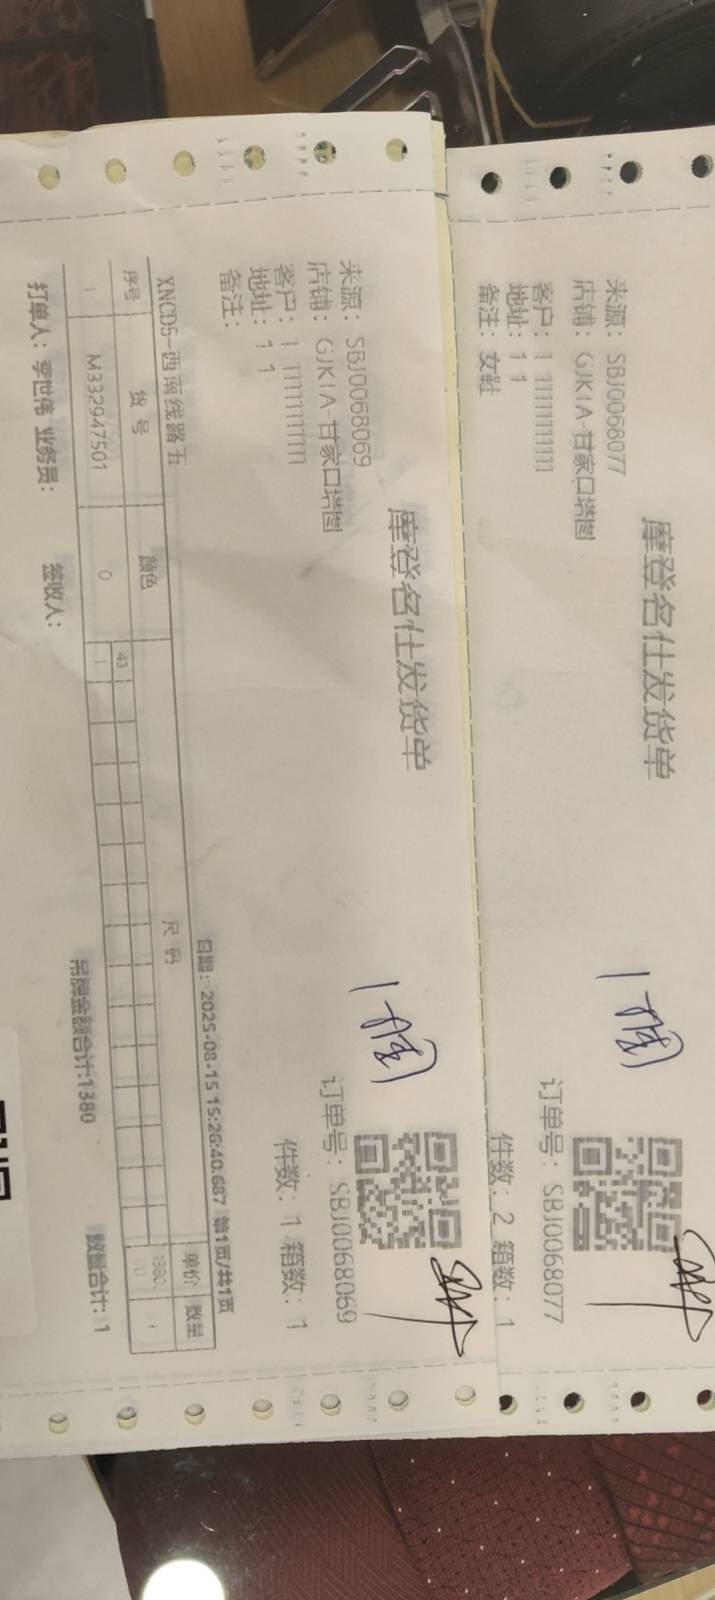 摩登名仕发货单
来源：SBJ0068077
店铺：GJKIA-甘家口塔图
客户：1 11111111111
地址：1 1
备注：女鞋
订单号：SBJ0068077
件数：2 箱数：1
摩登名仕发货单
来源：SBJ0068069
店铺：GJKIA-甘家口塔图
客户：1 11111111111
地址：1 1
备注：
订单号：SBJ0068069
件数：1 箱数：1
XNCD5-西南线路五
日期：2025-08-15 15:26:40.687 第1页/共1页
序号 货号 颜色 尺码 单价 数量
43
1 M332947501 0 1 1380.00 1
吊牌金额合计:1380 数量合计:1
打单人：李世伟 业务员： 签收人：